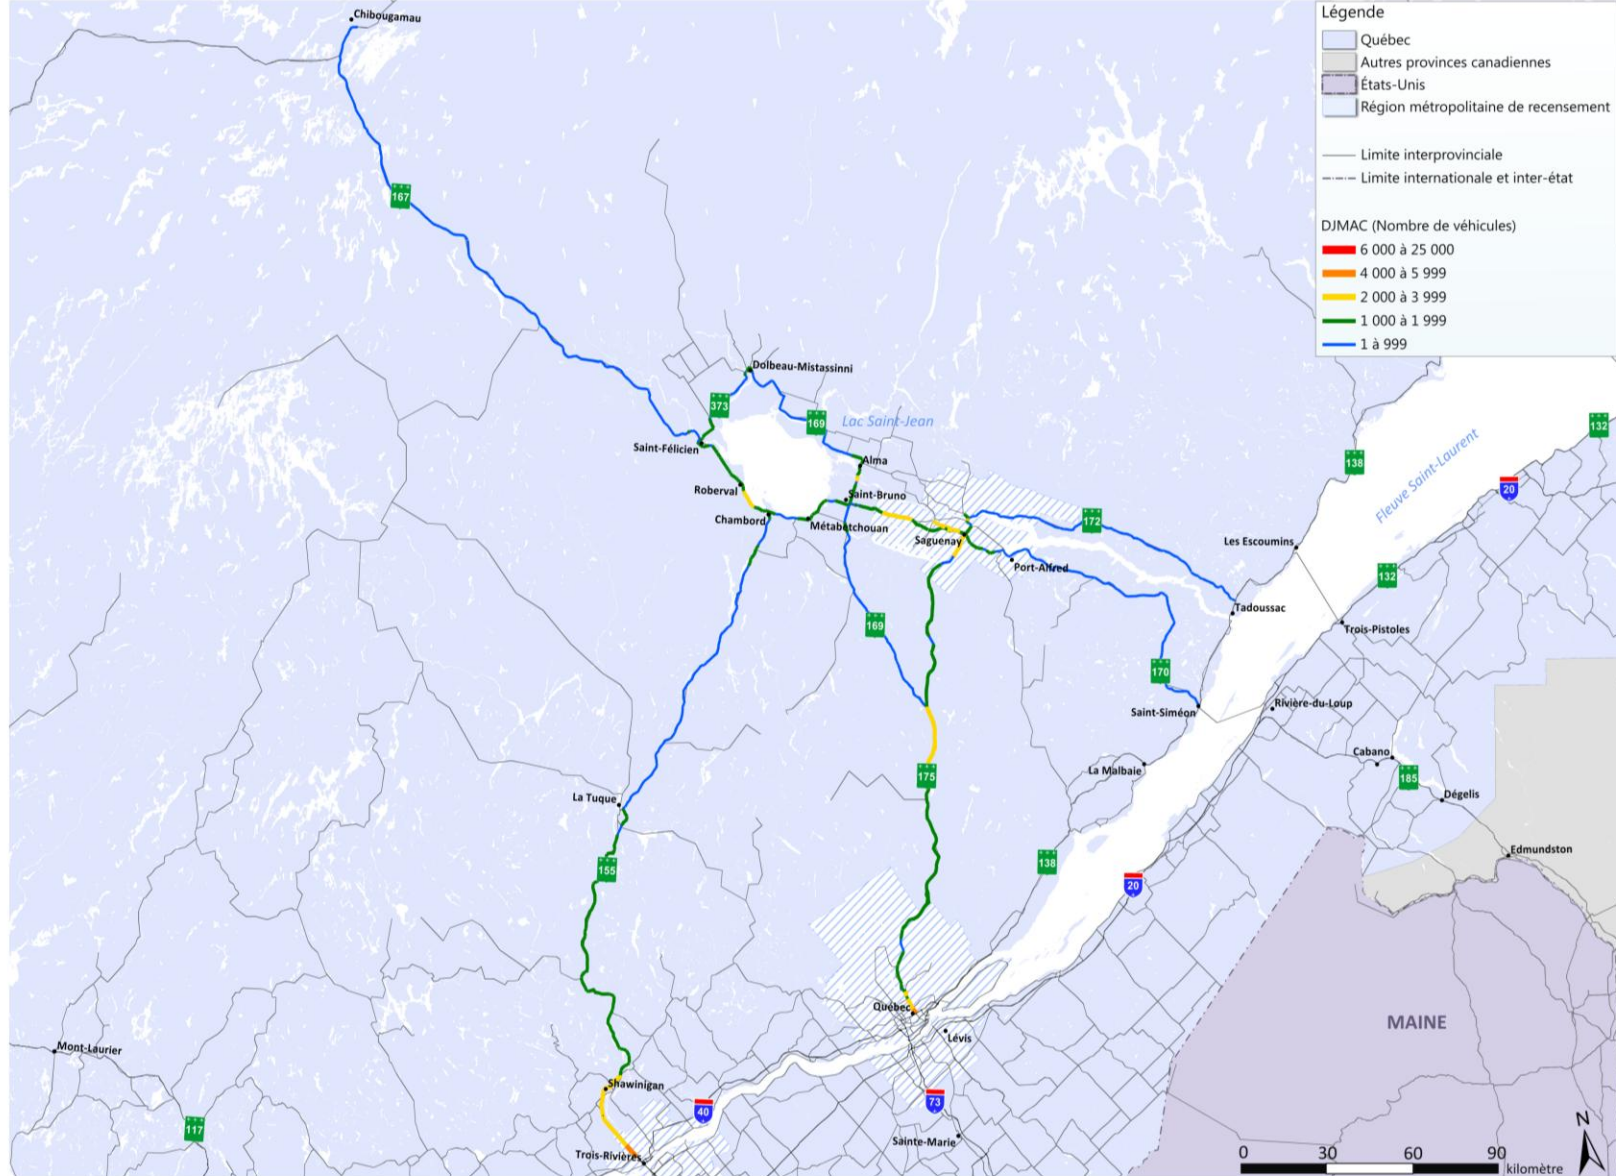 Chibougamau
Légende
Québec
Autres provinces canadiennes
États-Unis
Région métropolitaine de recensement
Limite interprovinciale
Limite internationale et inter-état
DJMAC (Nombre de véhicules)
6 000 à 25 000
4 000 à 5 999
2 000 à 3 999
1 000 à 1 999
1 à 999
167
Dolbeau-Mistassinni
373
169
Lac Saint-Jean
132
Saint-Félicien
138
Fleuve Saint-Laurent
Alma
20
Roberval
Saint-Bruno
Chambord
Métabetchouan
172
Saguenay
Les Escoumins
Port-Alfred
132
Tadoussac
169
Trois-Pistoles
170
Saint-Siméon
Rivière-du-Loup
Cabano
La Malbaie
175
185
La Tuque
Dégelis
Edmundston
155
138
20
Québec
MAINE
Lévis
Mont-Laurier
Shawinigan
40
73
117
Sainte-Marie
Trois-Rivières
N
0 30 60 90
kilomètre